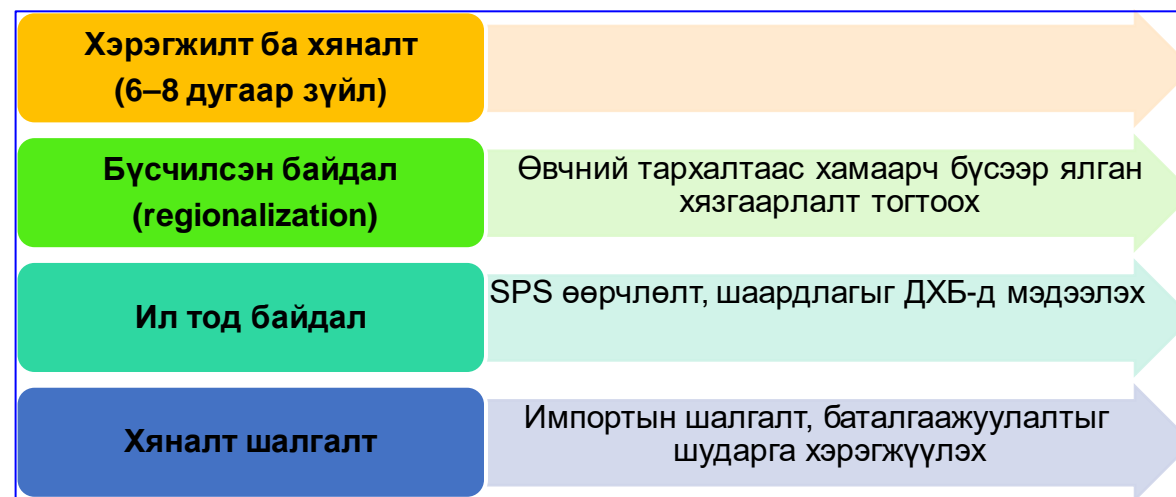 Хэрэгжилт ба хяналт
(6–8 дугаар зүйл)
Бүсчилсэн байдал
(regionalization)
Өвчний тархалтаас хамаарч бүсээр ялган
хязгаарлалт тогтоох
Ил тод байдал
SPS өөрчлөлт, шаардлагыг ДХБ-д мэдээлэх
Хяналт шалгалт
Импортын шалгалт, баталгаажуулалтыг
шударга хэрэгжүүлэх